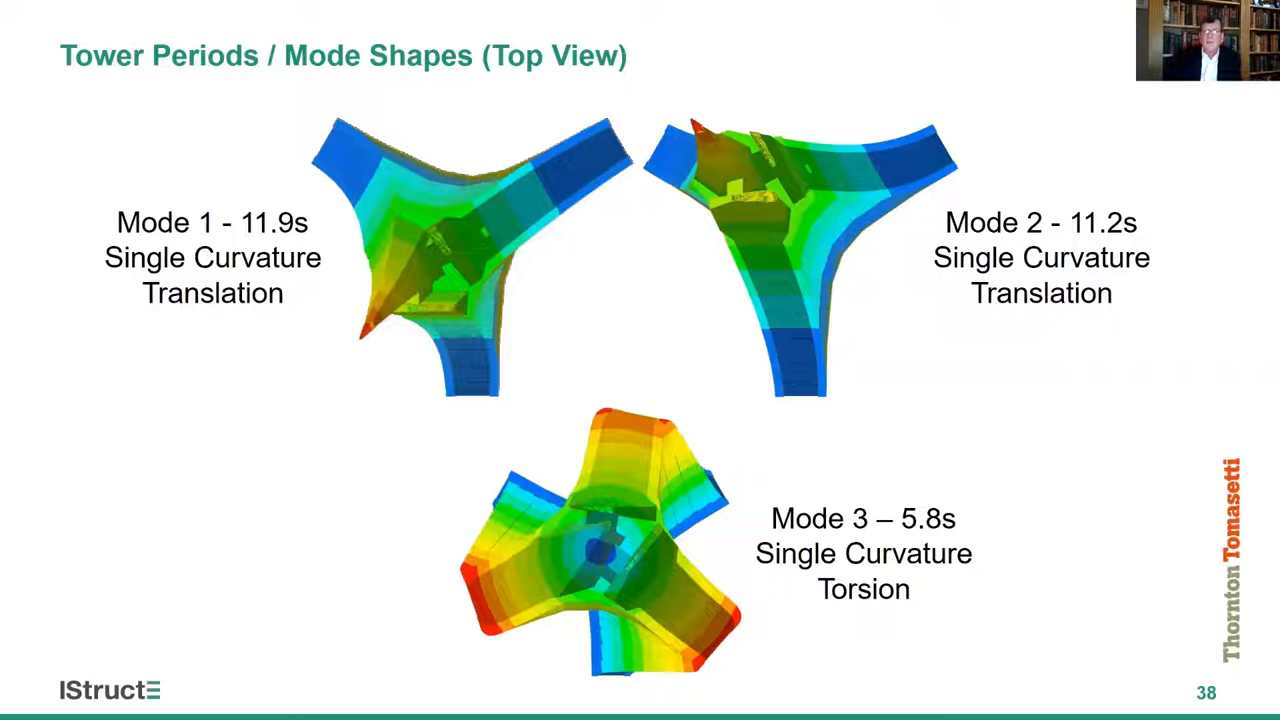 Tower Periods / Mode Shapes (Top View)
Mode 1 - 11.9s
Single Curvature
Translation
Mode 2 - 11.2s
Single Curvature
Translation
Mode 3 – 5.8s
Single Curvature
Torsion
Thornton Tomasetti
IStructE
38